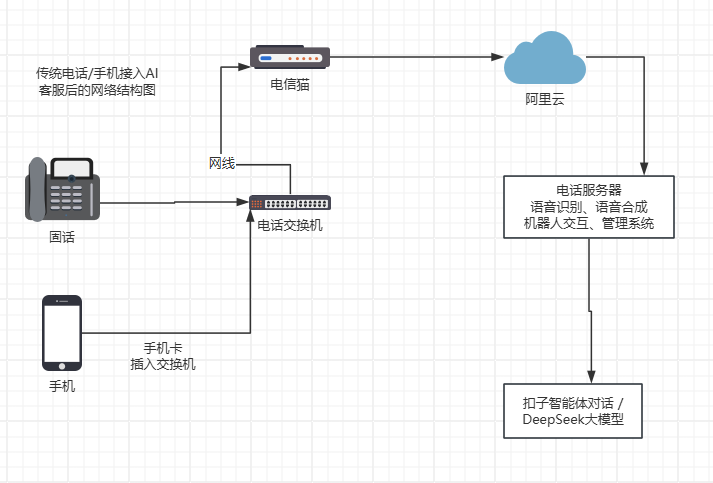 传统电话/手机接入AI
客服后的网络结构图
电信猫
阿里云
网线
电话服务器
语音识别、语音合成
机器人交互、管理系统
固话
电话交换机
手机卡
插入交换机
手机
扣子智能体对话 /
DeepSeek大模型